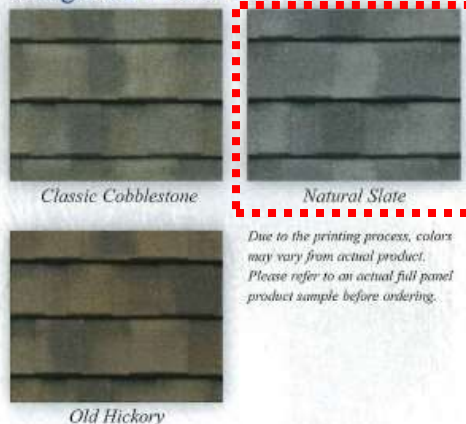 Classic Cobblestone
Natural Slate
Due to the printing process, colors
may vary from actual product.
Please refer to an actual full panel
product sample before ordering.
Old Hickory